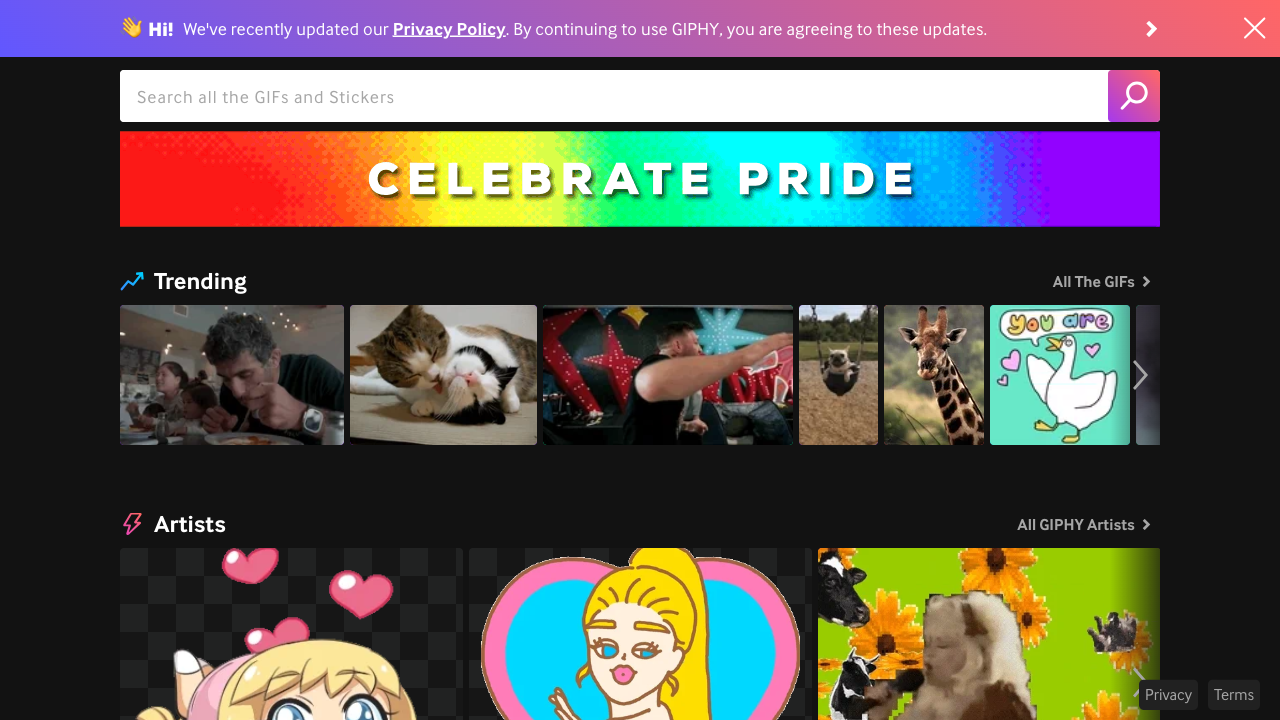 👋 Hi! We've recently updated our Privacy Policy. By continuing to use GIPHY, you are agreeing to these updates.
Search all the GIFs and Stickers
CELEBRATE PRIDE
Trending
All The GIFs
you are
Artists
All GIPHY Artists
Privacy
Terms